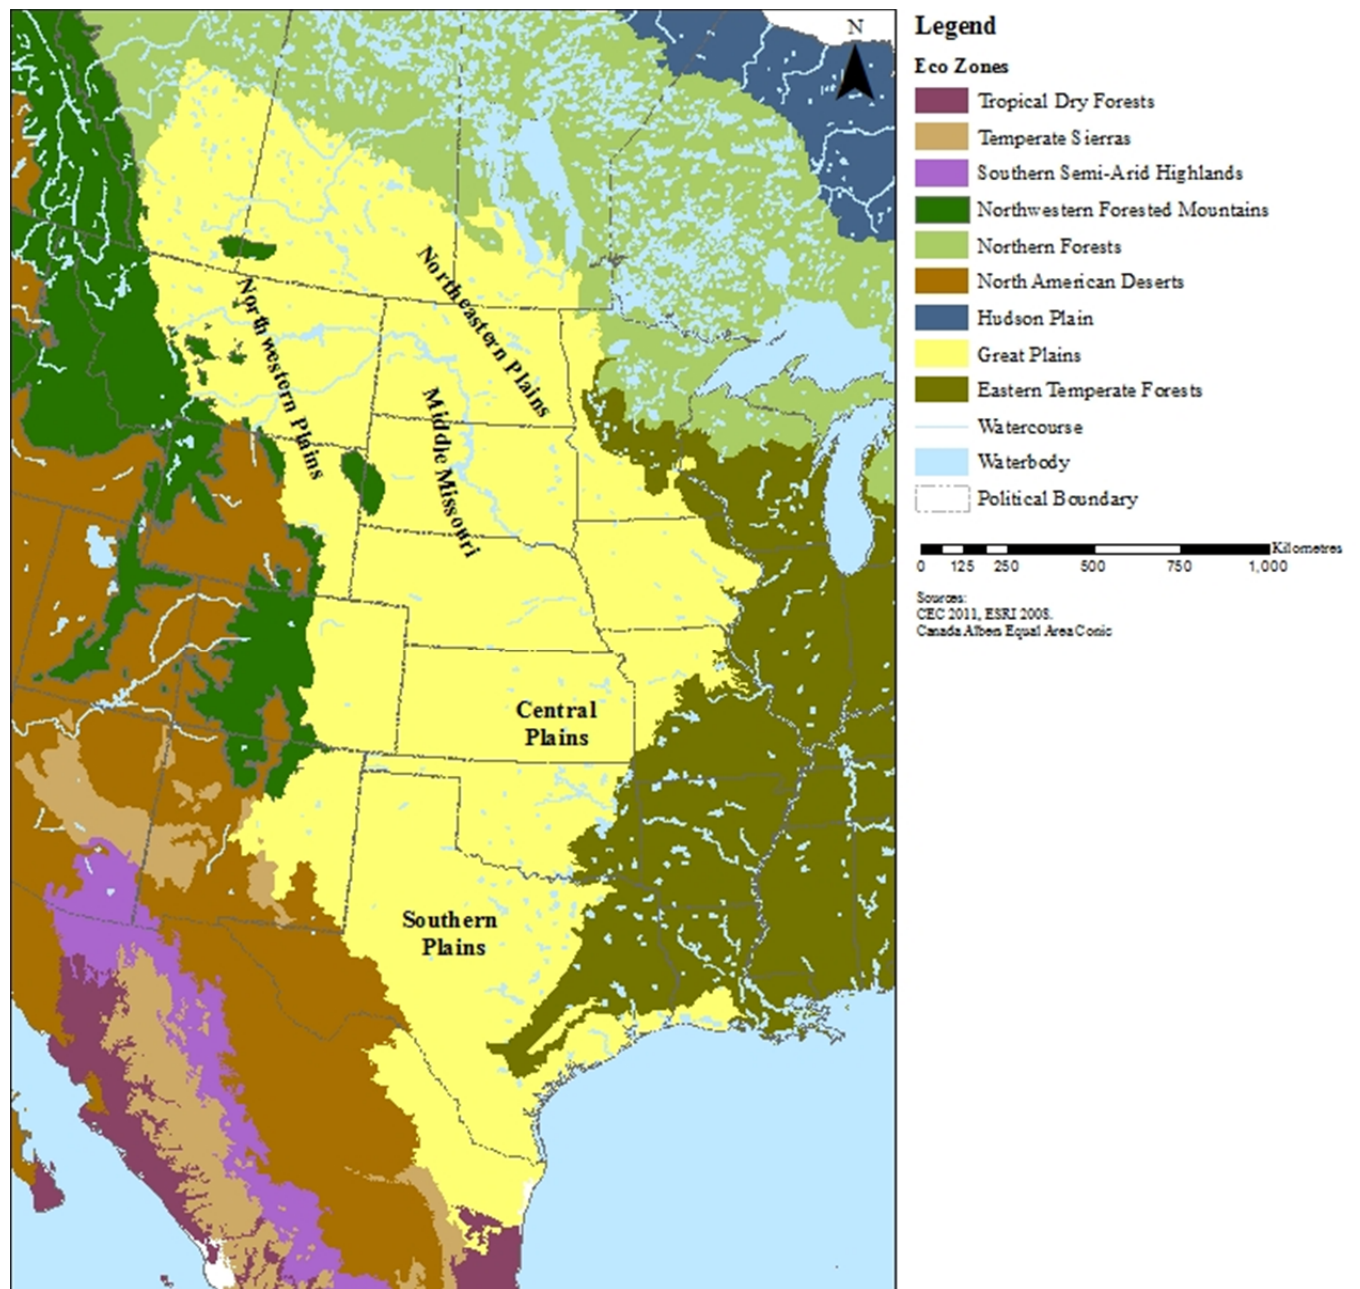 N
Northeastern Plains
Northwestern Plains
Middle Missouri
Central
Plains
Southern
Plains
Legend
Eco Zones
Tropical Dry Forests
Temperate Sierras
Southern Semi-Arid Highlands
Northwestern Forested Mountains
Northern Forests
North American Deserts
Hudson Plain
Great Plains
Eastern Temperate Forests
Watercourse
Waterbody
Political Boundary
Kilometres
0 125 250 500 750 1,000
Sources:
CEC 2011, ESRI 2008.
Canada Albers Equal Area Conic